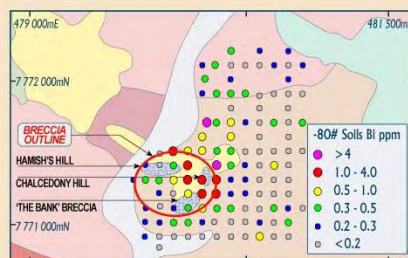 479 000mE
481 500mE
7 772 000mN
BRECCIA
OUTLINE
HAMISH'S HILL
CHALCEDONY HILL
'THE BANK' BRECCIA
7 771 000mN
-80# Soils Bi ppm
>4
1.0 - 4.0
0.5 - 1.0
0.3 - 0.5
0.2 - 0.3
<0.2